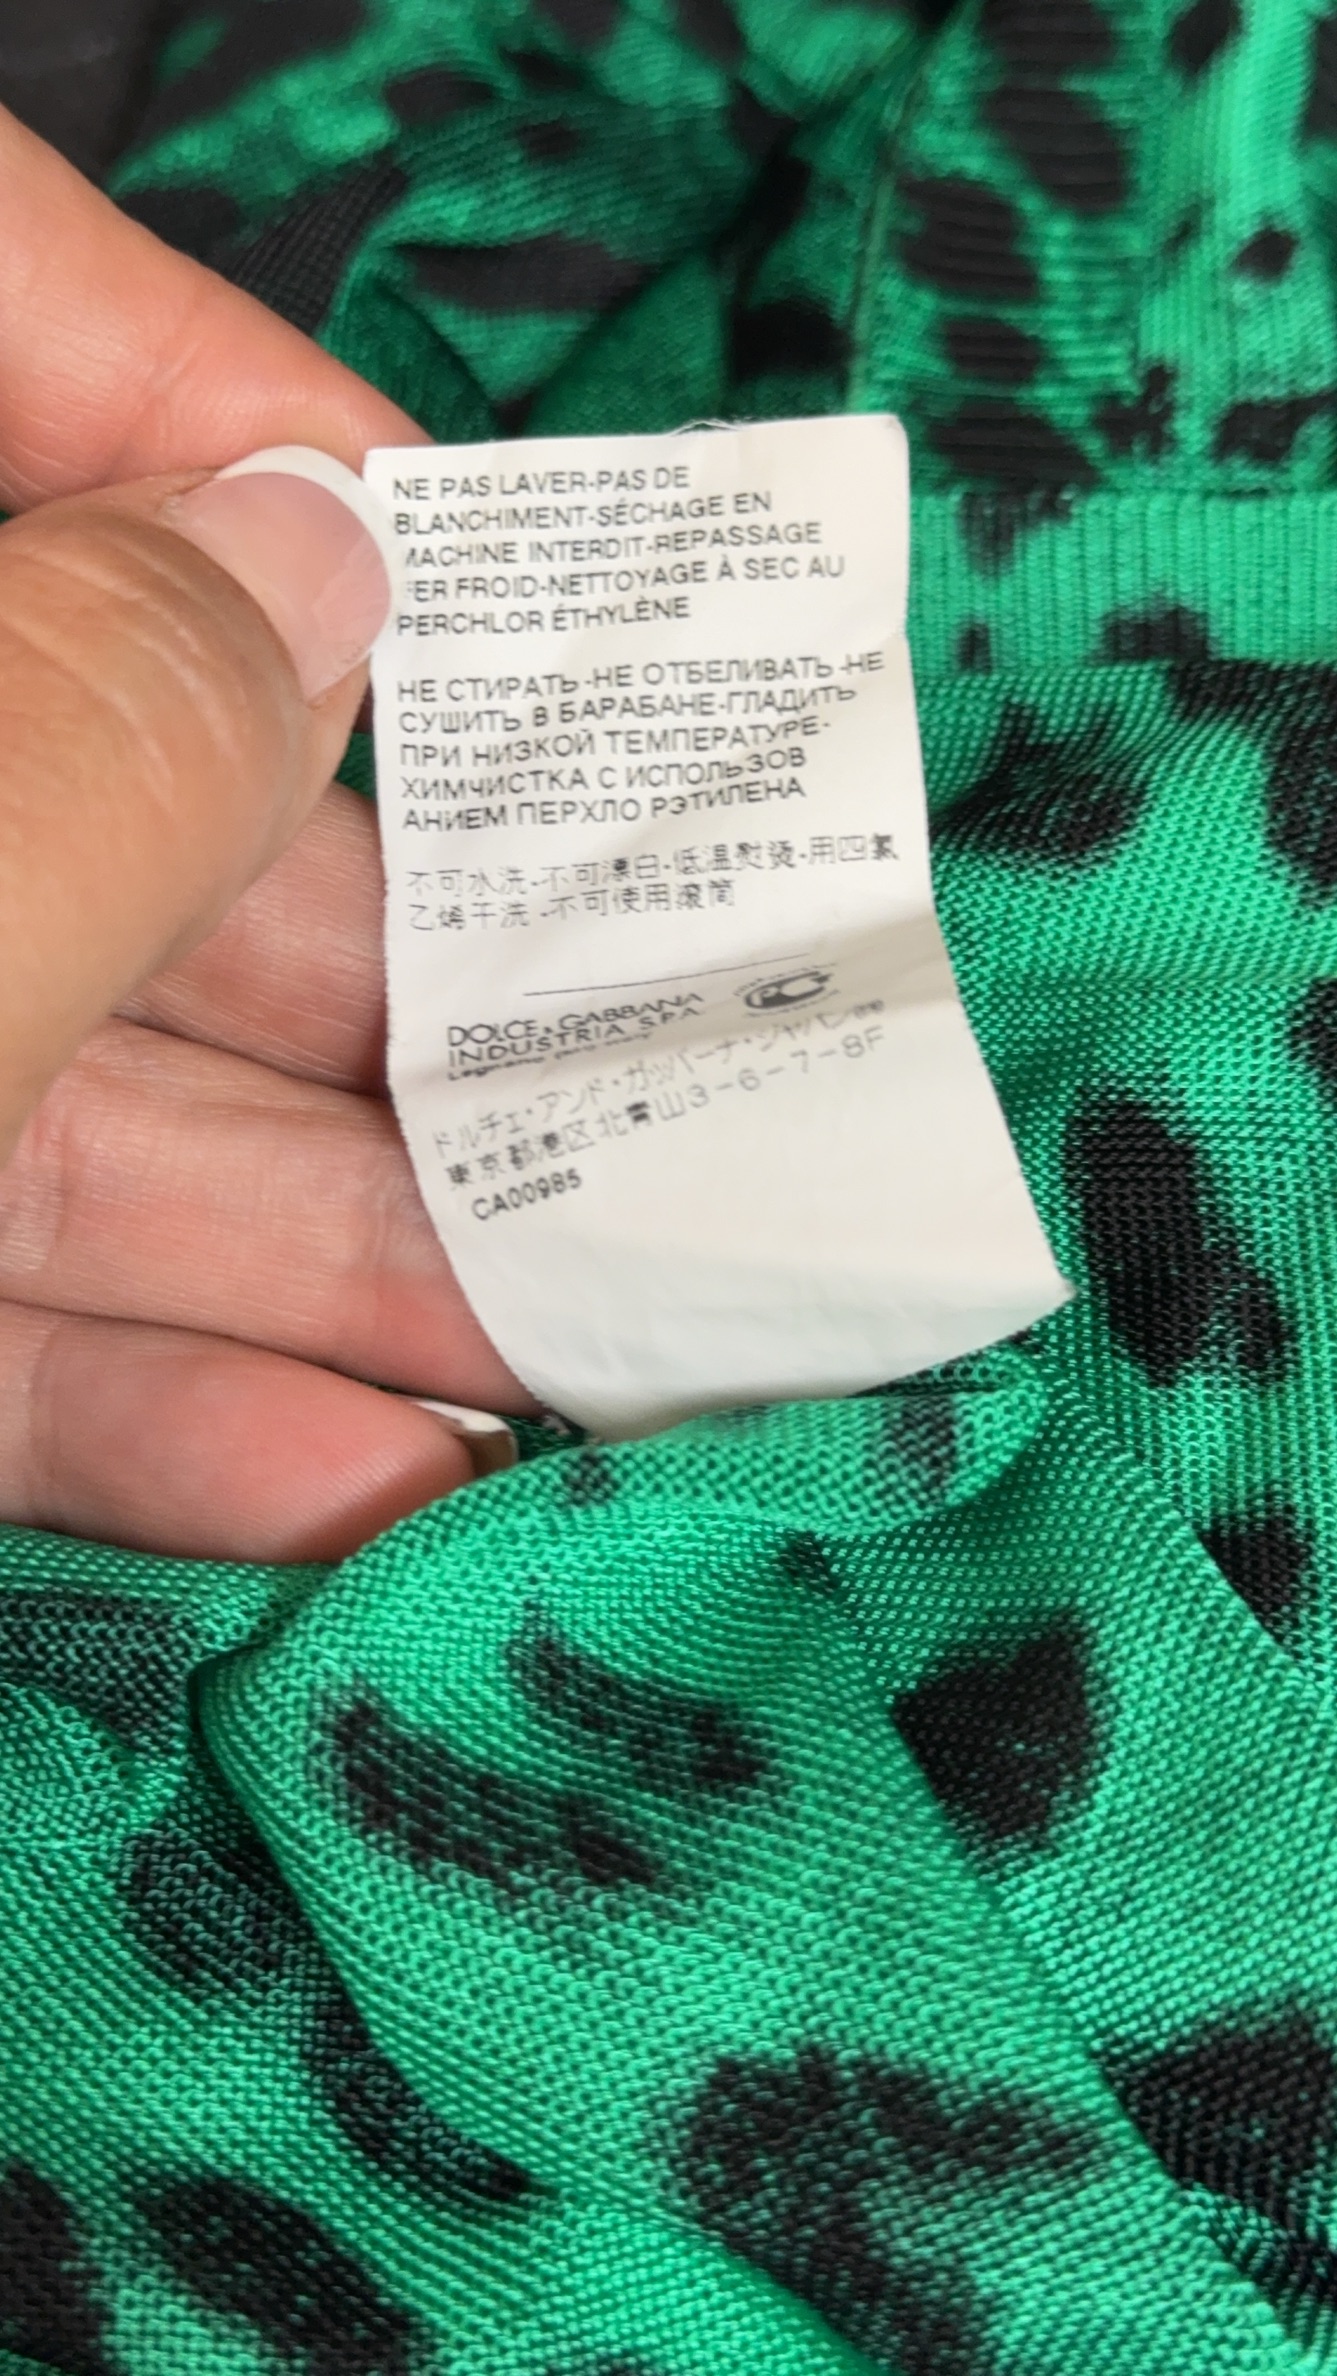 NE PAS LAVER-PAS DE
BLANCHIMENT-SÉCHAGE EN
MACHINE INTERDIT-REPASSAGE
FER FROID-NETTOYAGE À SEC AU
PERCHLOR ÉTHYLÈNE
НЕ СТИРАТЬ-НЕ ОТБЕЛИВАТЬ-НЕ
СУШИТЬ В БАРАБАНЕ-ГЛАДИТЬ
ПРИ НИЗКОЙ ТЕМПЕРАТУРЕ-
ХИМЧИСТКА С ИСПОЛЬЗОВ
АНИЕМ ПЕРХЛО РЭТИЛЕНА
不可水洗-不可漂白-低温熨烫-用四氯
乙烯干洗-不可使用滚筒
DOLCE & GABBANA
INDUSTRIA S.P.A.
Legnano
ドルチェ・アンド・ガッバーナ・ジャパン
東京都港区北青山3-6-7-8F
CA00985